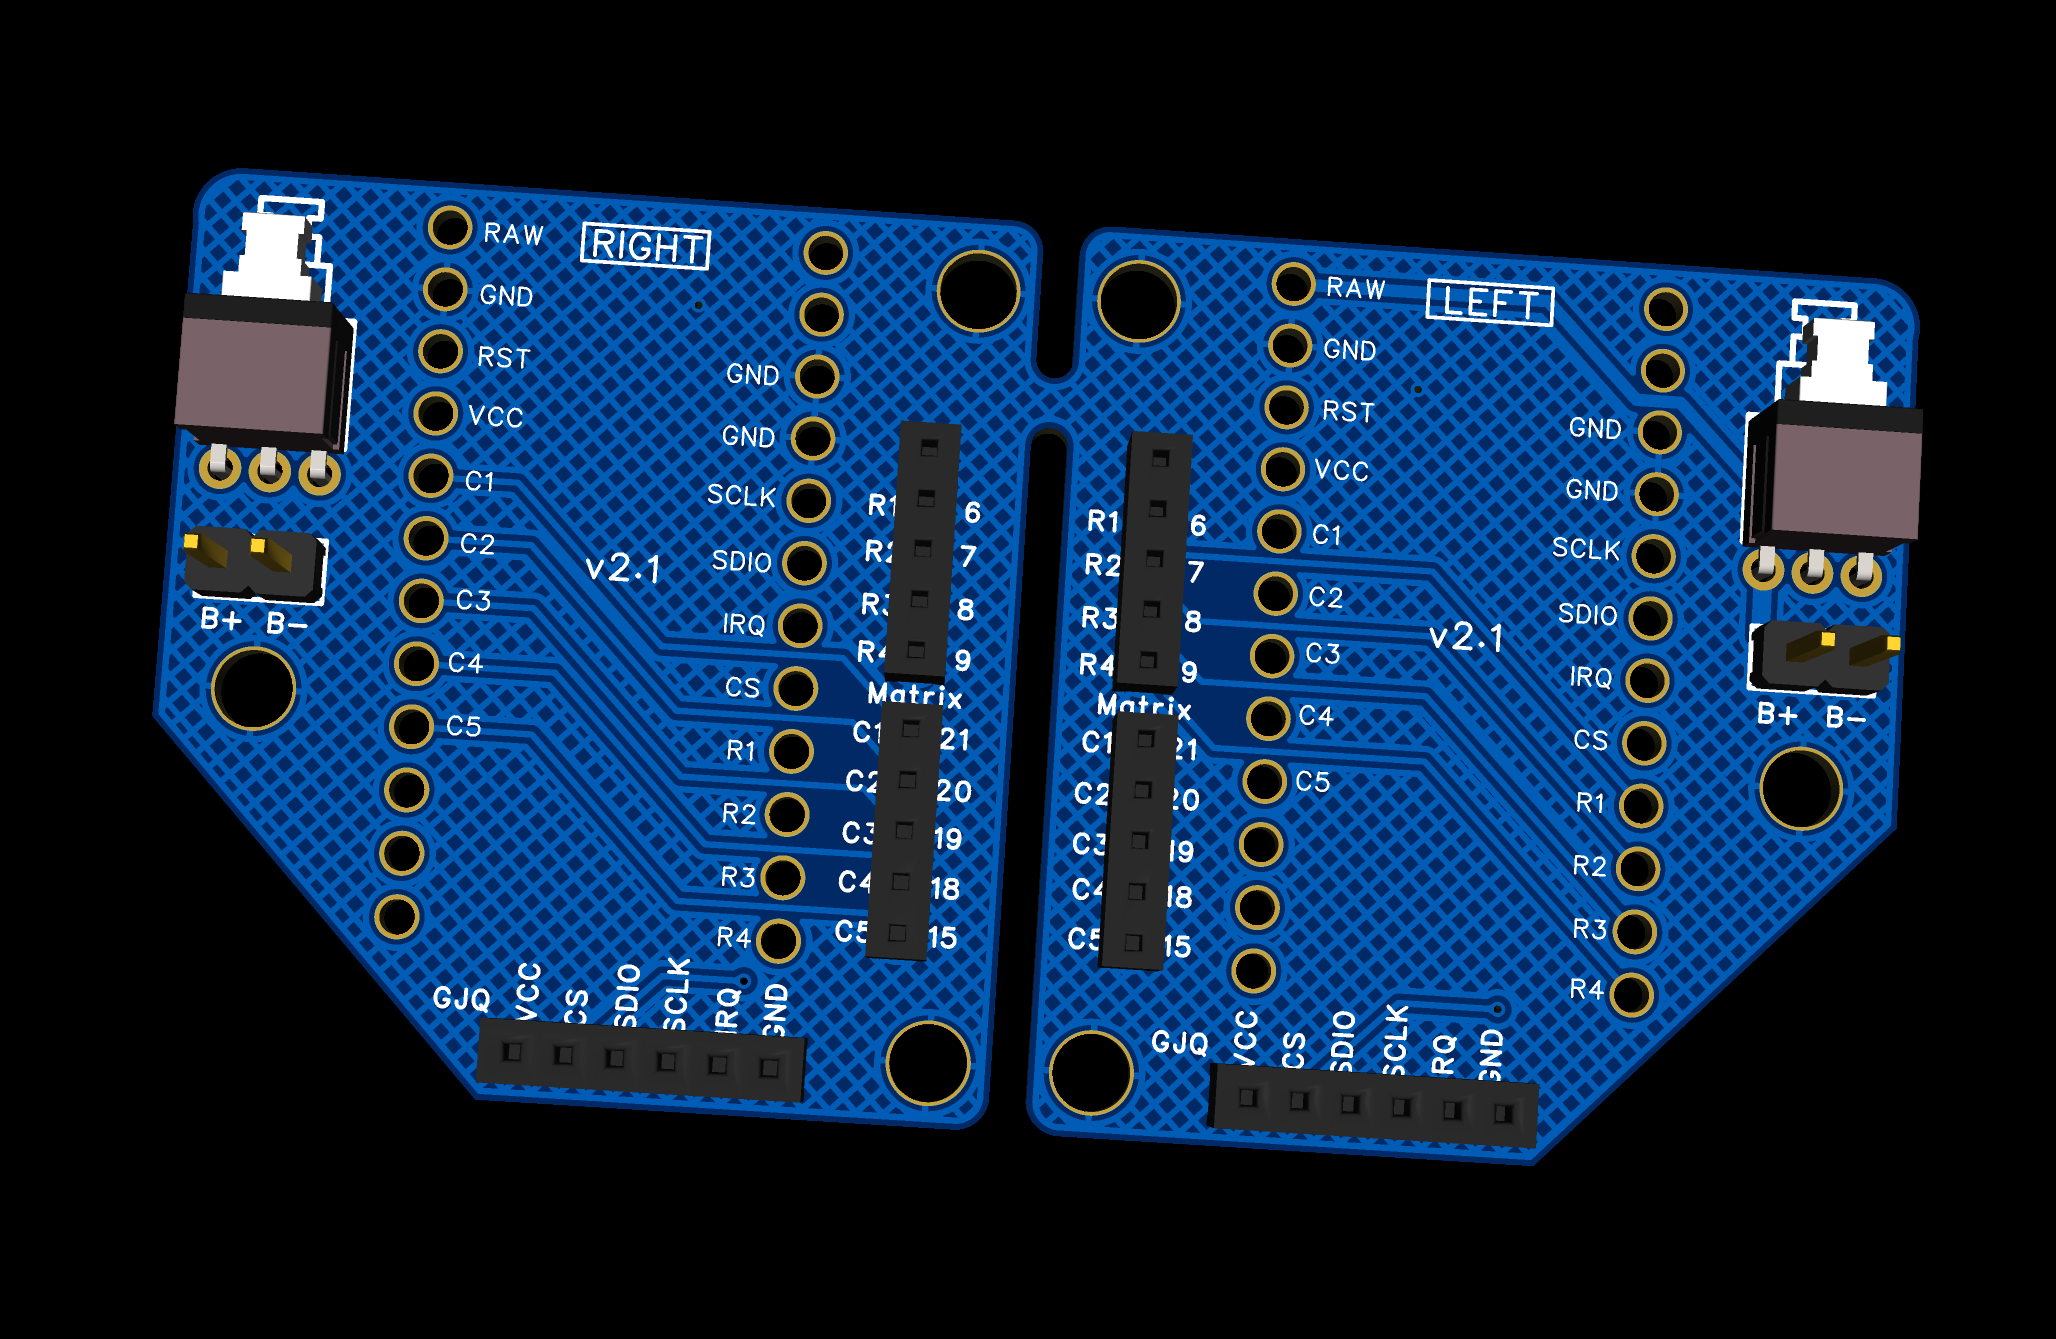 RIGHT
RAW
GND
RST
VCC
C1
C2
C3
C4
C5
GND
GND
SCLK
SDIO
IRQ
CS
R1
R2
R3
R4
v2.1
B+ B-
R1 6
R2 7
R3 8
R4 9
Matrix
C1 21
C2 20
C3 19
C4 18
C5 15
GJQ VCC CS SDIO SCLK IRQ GND
LEFT
RAW
GND
RST
VCC
C1
C2
C3
C4
C5
GND
GND
SCLK
SDIO
IRQ
CS
R1
R2
R3
R4
v2.1
B+ B-
R1 6
R2 7
R3 8
R4 9
Matrix
C1 21
C2 20
C3 19
C4 18
C5 15
GJQ VCC CS SDIO SCLK IRQ GND